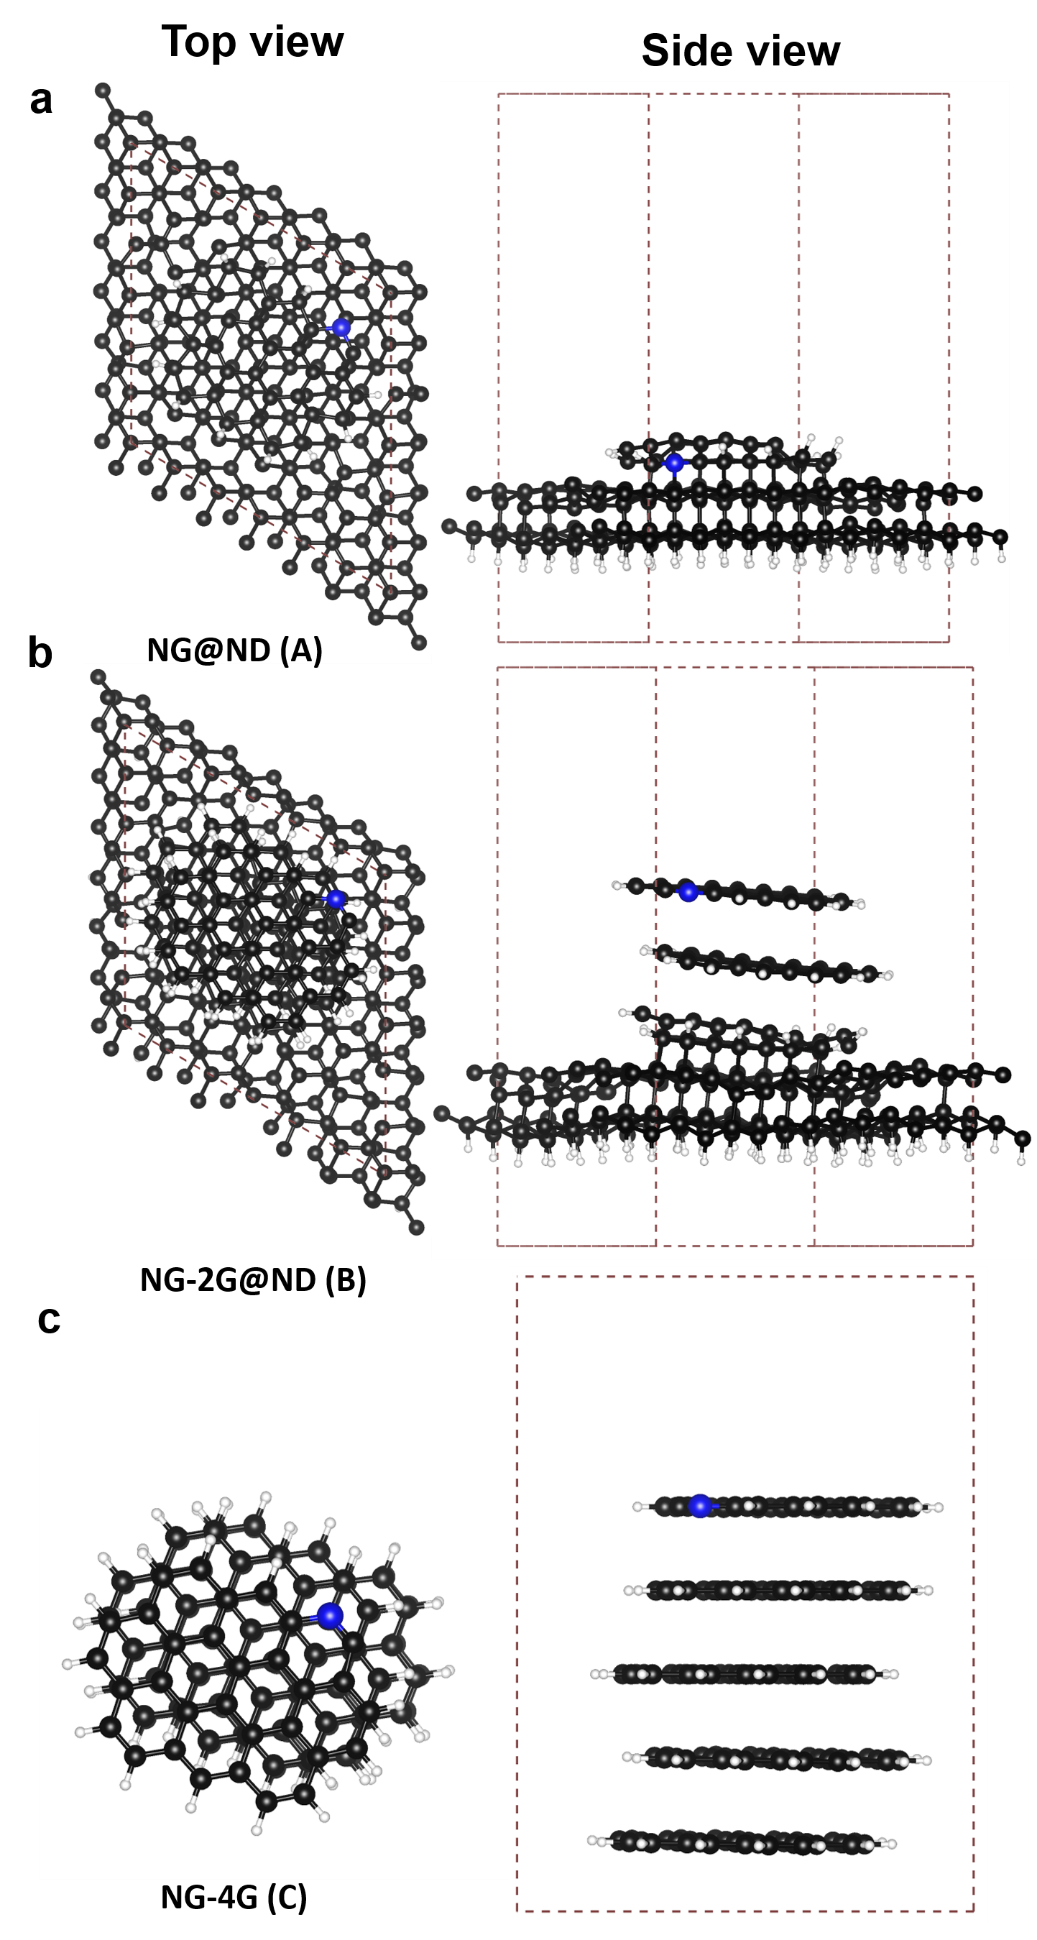 Top view
Side view
a
NG@ND (A)
b
NG-2G@ND (B)
c
NG-4G (C)